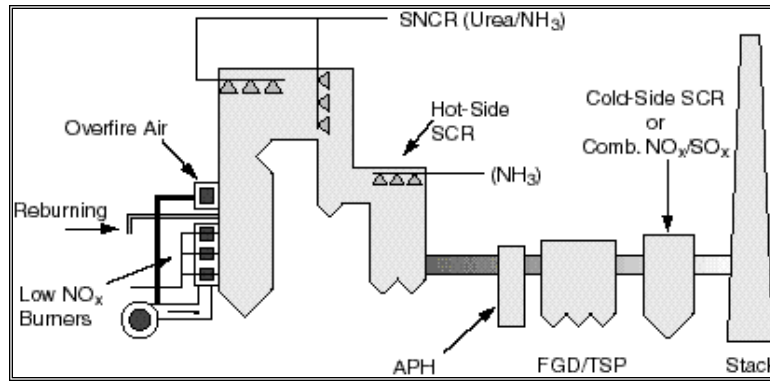 SNCR (Urea/NH₃)
Hot-Side
SCR
Cold-Side SCR
or
Comb. NOₓ/SOₓ
Overfire Air
(NH₃)
Reburning
Low NOₓ
Burners
APH
FGD/TSP
Stack